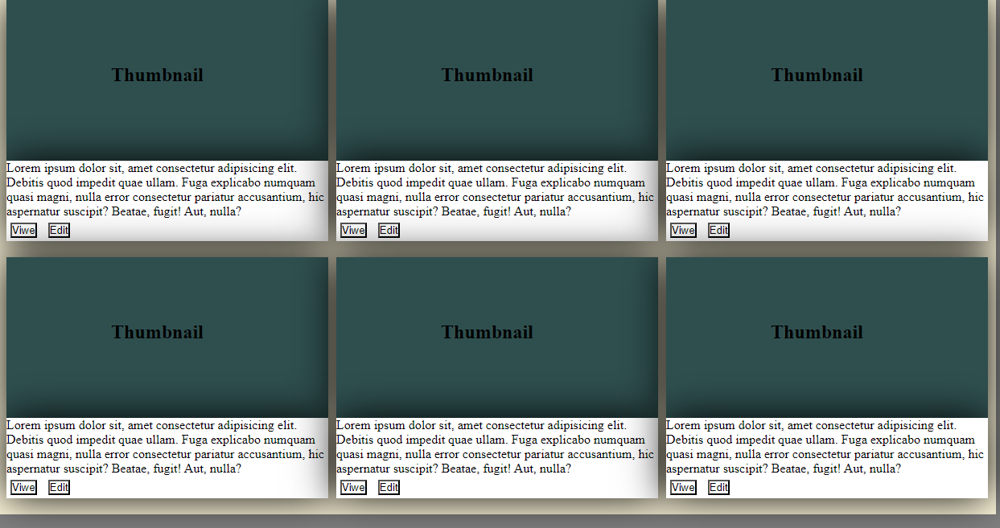 Thumbnail
Thumbnail
Thumbnail
Lorem ipsum dolor sit, amet consectetur adipisicing elit.
Debitis quod impedit quae ullam. Fuga explicabo numquam
quasi magni, nulla error consectetur pariatur accusantium, hic
aspernatur suscipit? Beatae, fugit! Aut, nulla?
Viwe Edit
Lorem ipsum dolor sit, amet consectetur adipisicing elit.
Debitis quod impedit quae ullam. Fuga explicabo numquam
quasi magni, nulla error consectetur pariatur accusantium, hic
aspernatur suscipit? Beatae, fugit! Aut, nulla?
Viwe Edit
Lorem ipsum dolor sit, amet consectetur adipisicing elit.
Debitis quod impedit quae ullam. Fuga explicabo numquam
quasi magni, nulla error consectetur pariatur accusantium, hic
aspernatur suscipit? Beatae, fugit! Aut, nulla?
Viwe Edit
Thumbnail
Thumbnail
Thumbnail
Lorem ipsum dolor sit, amet consectetur adipisicing elit.
Debitis quod impedit quae ullam. Fuga explicabo numquam
quasi magni, nulla error consectetur pariatur accusantium, hic
aspernatur suscipit? Beatae, fugit! Aut, nulla?
Viwe Edit
Lorem ipsum dolor sit, amet consectetur adipisicing elit.
Debitis quod impedit quae ullam. Fuga explicabo numquam
quasi magni, nulla error consectetur pariatur accusantium, hic
aspernatur suscipit? Beatae, fugit! Aut, nulla?
Viwe Edit
Lorem ipsum dolor sit, amet consectetur adipisicing elit.
Debitis quod impedit quae ullam. Fuga explicabo numquam
quasi magni, nulla error consectetur pariatur accusantium, hic
aspernatur suscipit? Beatae, fugit! Aut, nulla?
Viwe Edit